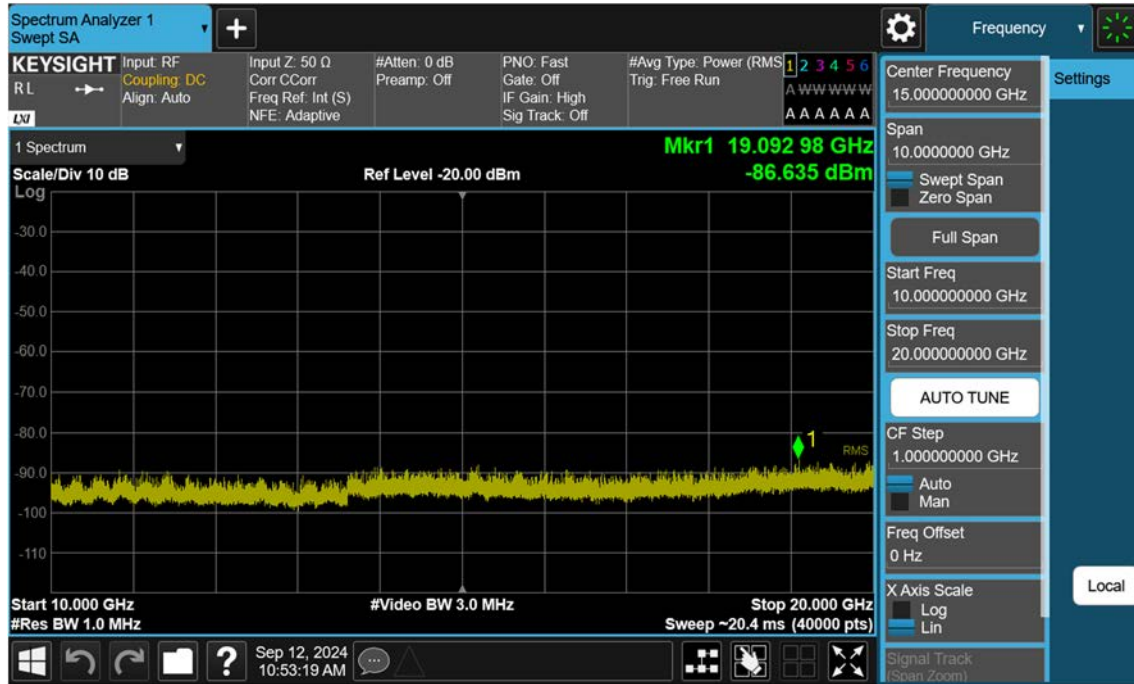 Spectrum Analyzer 1
Swept SA
Frequency
KEYSIGHT
R L
LXI
Input: RF
Coupling: DC
Align: Auto
Input Z: 50 Ω
Corr CCorr
Freq Ref: Int (S)
NFE: Adaptive
#Atten: 0 dB
Preamp: Off
PNO: Fast
Gate: Off
IF Gain: High
Sig Track: Off
#Avg Type: Power (RMS
Trig: Free Run
1 2 3 4 5 6
A W W W W W
A A A A A A
1 Spectrum
Mkr1 19.092 98 GHz
-86.635 dBm
Scale/Div 10 dB
Ref Level -20.00 dBm
Log
-30.0
-40.0
-50.0
-60.0
-70.0
-80.0
-90.0
-100
-110
1
RMS
Start 10.000 GHz
#Video BW 3.0 MHz
Stop 20.000 GHz
#Res BW 1.0 MHz
Sweep ~20.4 ms (40000 pts)
Center Frequency
15.000000000 GHz
Span
10.0000000 GHz
Swept Span
Zero Span
Full Span
Start Freq
10.000000000 GHz
Stop Freq
20.000000000 GHz
AUTO TUNE
CF Step
1.000000000 GHz
Auto
Man
Freq Offset
0 Hz
X Axis Scale
Log
Lin
Signal Track
(Span Zoom)
Settings
Local
?
Sep 12, 2024
10:53:19 AM